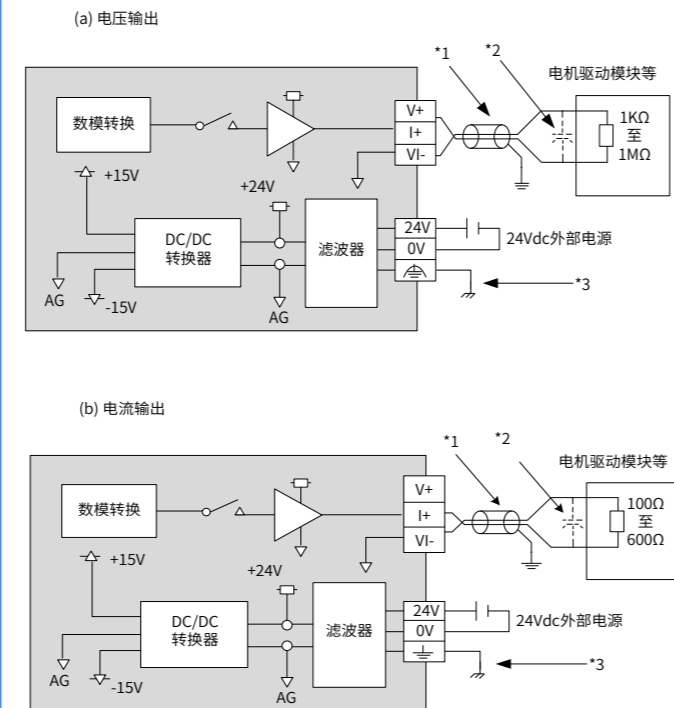 (a) 电压输出
*1
*2
电机驱动模块等
数模转换
V+
I+
VI-
1KΩ
至
1MΩ
+15V
+24V
DC/DC
转换器
滤波器
24V
0V
24Vdc外部电源
AG
-15V
AG
*3
(b) 电流输出
*1
*2
电机驱动模块等
数模转换
V+
I+
VI-
100Ω
至
600Ω
+15V
+24V
DC/DC
转换器
滤波器
24V
0V
24Vdc外部电源
AG
-15V
AG
*3